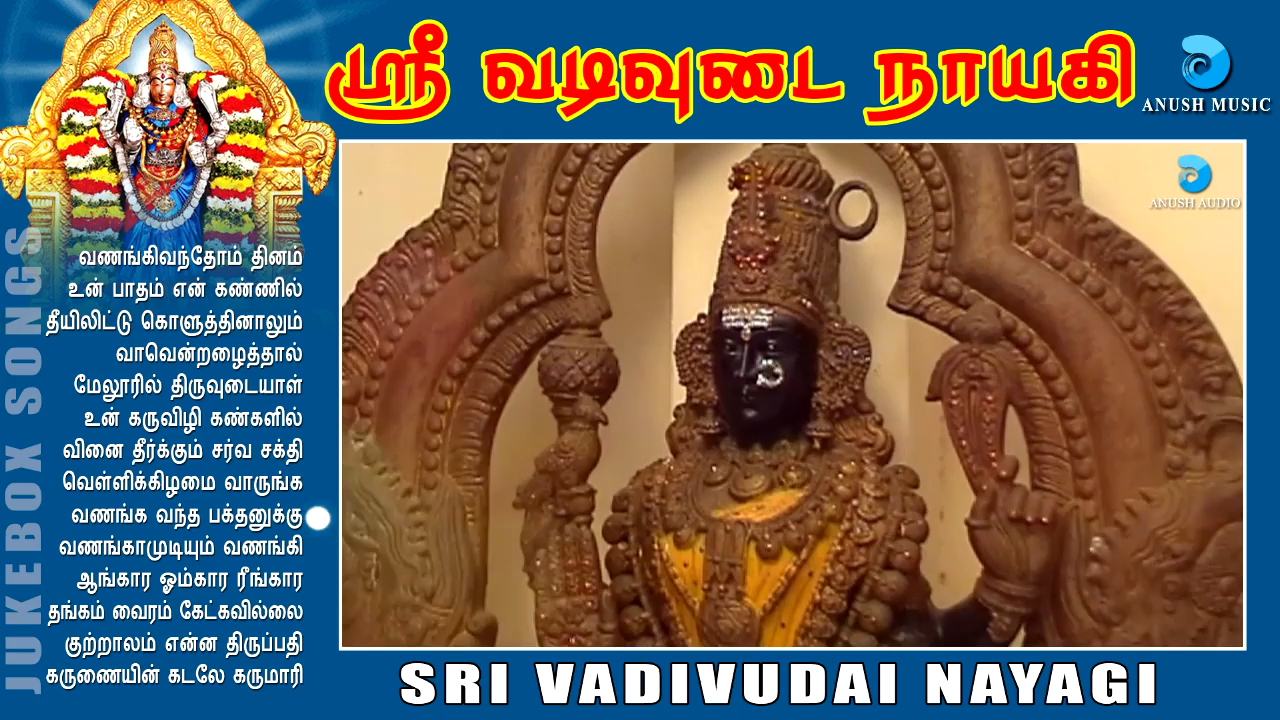 ஸ்ரீ வடிவுடை நாயகி
ANUSH MUSIC
ANUSH AUDIO
JUKEBOX SONGS
வணங்கிவந்தோம் தினம்
உன் பாதம் என் கண்ணில்
தீயிலிட்டு கொளுத்தினாலும்
வாவென்றழைத்தால்
மேலூரில் திருவுடையாள்
உன் கருவிழி கண்களில்
வினை தீர்க்கும் சர்வ சக்தி
வெள்ளிக்கிழமை வாருங்க
வணங்க வந்த பக்தனுக்கு
வணங்காமுடியும் வணங்கி
ஆங்கார ஓம்கார ரீங்கார
தங்கம் வைரம் கேட்கவில்லை
குற்றாலம் என்ன திருப்பதி
கருணையின் கடலே கருமாரி
SRI VADIVUDAI NAYAGI